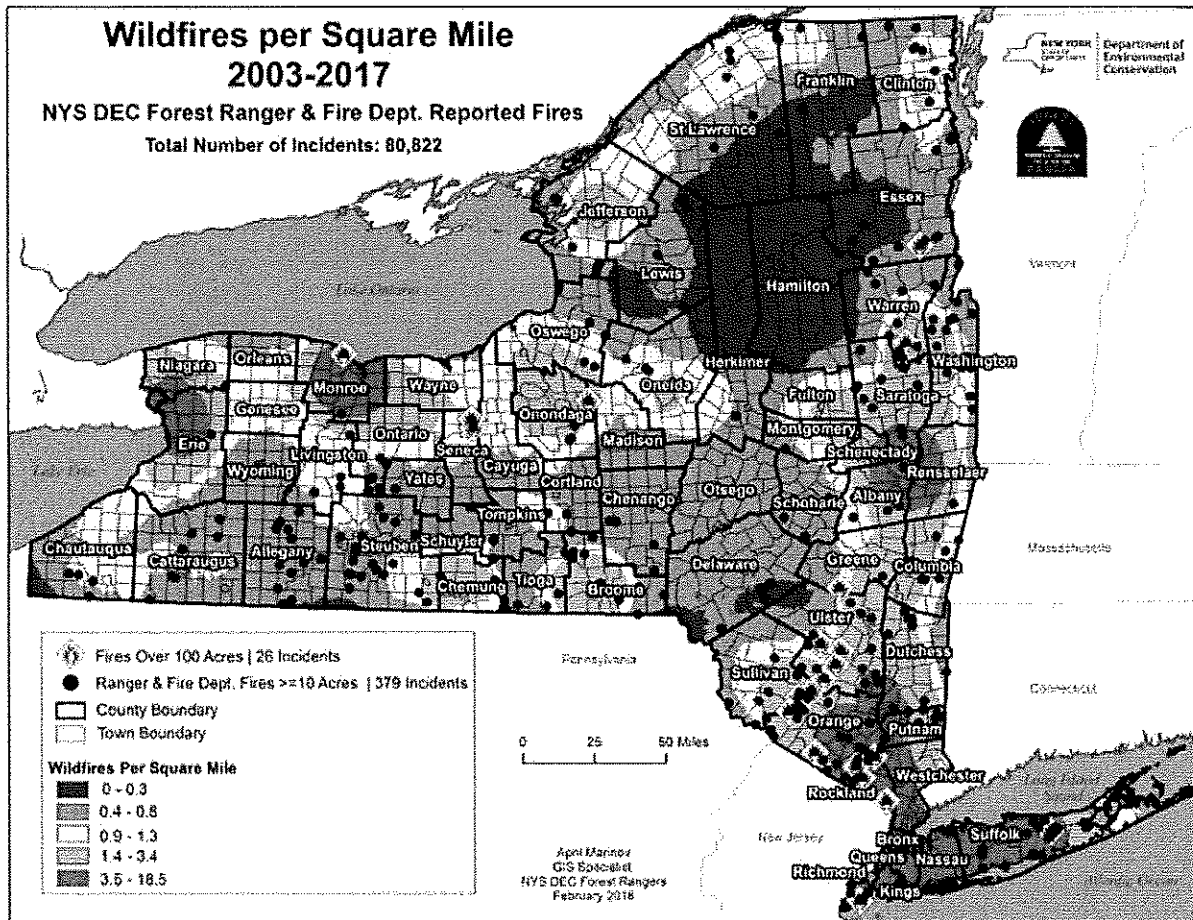 Wildfires per Square Mile
2003-2017
NYS DEC Forest Ranger & Fire Dept. Reported Fires
Total Number of Incidents: 80,822
NEW YORK
Department of
Environmental
Conservation
Franklin
Clinton
St Lawrence
Essex
Jefferson
Vermont
Lewis
Lake Ontario
Hamilton
Warren
Oswego
Herkimer
Washington
Niagara
Orleans
Monroe
Wayne
Oneida
Fulton
Saratoga
Genesee
Onondaga
Montgomery
Erie
Ontario
Madison
Livingston
Seneca
Schenectady
Wyoming
Cayuga
Rensselaer
Yates
Cortland
Chenango
Otsego
Schoharie
Albany
Tompkins
Chautauqua
Cattaraugus
Allegany
Steuben
Schuyler
Massachusetts
Delaware
Greene
Columbia
Chemung
Tioga
Broome
Ulster
Fires Over 100 Acres | 26 Incidents
Pennsylvania
Dutchess
Ranger & Fire Dept. Fires >=10 Acres | 379 Incidents
Sullivan
Connecticut
County Boundary
Town Boundary
Orange
Putnam
0 25 50 Miles
Wildfires Per Square Mile
0 - 0.3
0.4 - 0.8
0.9 - 1.3
1.4 - 3.4
3.5 - 18.5
Westchester
Rockland
New Jersey
Bronx
Suffolk
Queens
Nassau
Richmond
Kings
April Marinov
GIS Specialist
NYS DEC Forest Rangers
February 2018